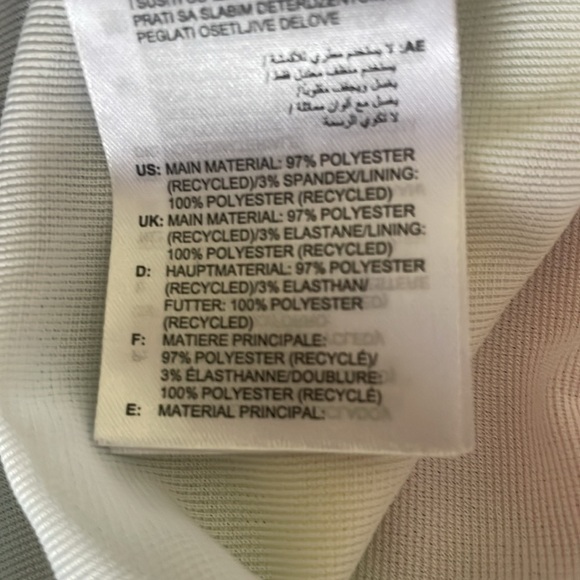 PRATI SA SLABIM DETERDŽENTOM
PEGLATI OSETLJIVE DELOVE
AE: لا يستخدم مطري للأقمشة /
يستخدم منظف معتدل فقط /
يغسل ويجفف مقلوباً/
يغسل مع ألوان مماثلة /
لا تكوي الرسمة
US: MAIN MATERIAL: 97% POLYESTER
(RECYCLED)/3% SPANDEX/LINING:
100% POLYESTER (RECYCLED)
UK: MAIN MATERIAL: 97% POLYESTER
(RECYCLED)/3% ELASTANE/LINING:
100% POLYESTER (RECYCLED)
D: HAUPTMATERIAL: 97% POLYESTER
(RECYCLED)/3% ELASTHAN/
FUTTER: 100% POLYESTER
(RECYCLED)
F: MATIERE PRINCIPALE:
97% POLYESTER (RECYCLÉ)/
3% ÉLASTHANNE/DOUBLURE:
100% POLYESTER (RECYCLÉ)
E: MATERIAL PRINCIPAL: